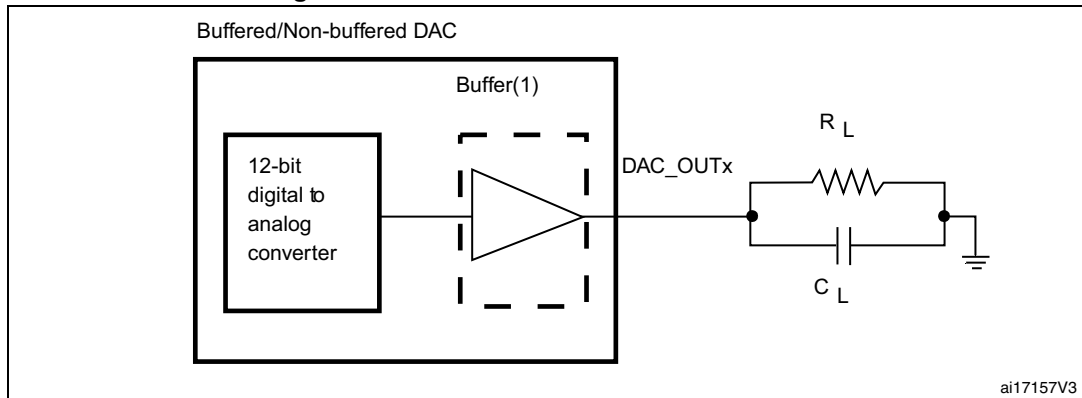 Buffered/Non-buffered DAC
Buffer(1)
12-bit
digital to
analog
converter
DAC_OUTx
R L
C L
ai17157V3